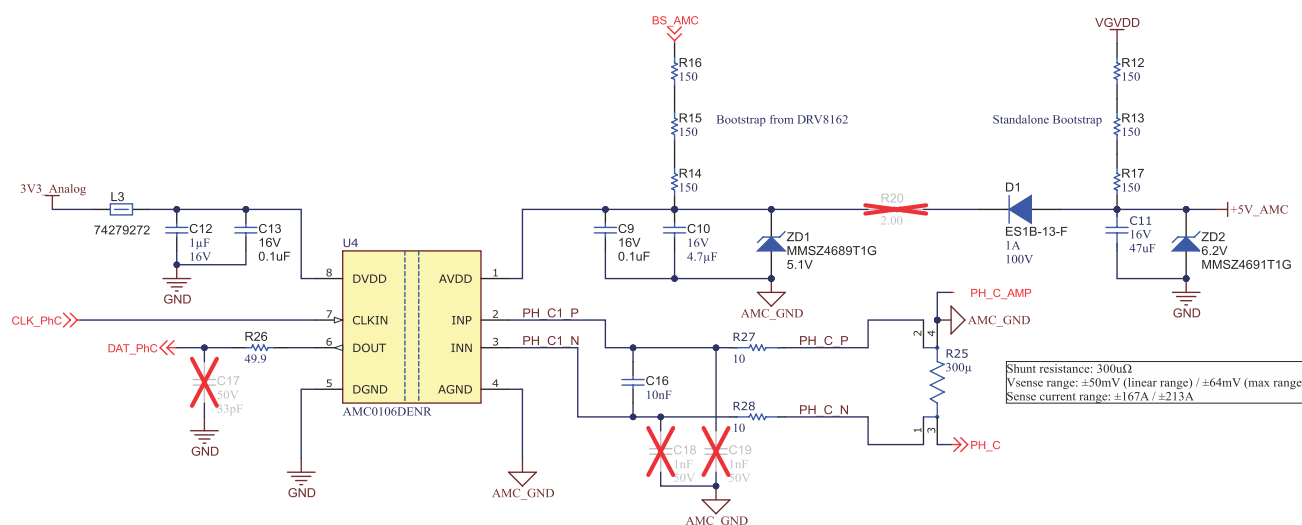 BS_AMC
VGVDD
R16
150
R12
150
R15
150
Bootstrap from DRV8162
Standalone Bootstrap
R13
150
R14
150
R17
150
3V3_Analog
L3
74279272
R20
2.00
D1
ES1B-13-F
1A
100V
+5V_AMC
C12
1µF
16V
C13
16V
0.1uF
C9
16V
0.1uF
C10
16V
4.7µF
ZD1
MMSZ4689T1G
5.1V
C11
16V
47uF
ZD2
6.2V
MMSZ4691T1G
GND
U4
8
DVDD
AVDD
1
AMC_GND
GND
CLK_PhC
7
CLKIN
INP
2
PH_C1_P
DAT_PhC
R26
49.9
6
DOUT
INN
3
PH_C1_N
5
DGND
AGND
4
AMC0106DENR
C17
50V
33pF
GND
GND
AMC_GND
C16
10nF
R27
10
PH_C_P
R28
10
PH_C_N
C18
1nF
50V
C19
1nF
50V
AMC_GND
PH_C_AMP
AMC_GND
2
4
R25
300µ
1
3
PH_C
Shunt resistance: 300uΩ
Vsense range: ±50mV (linear range) / ±64mV (max range
Sense current range: ±167A / ±213A